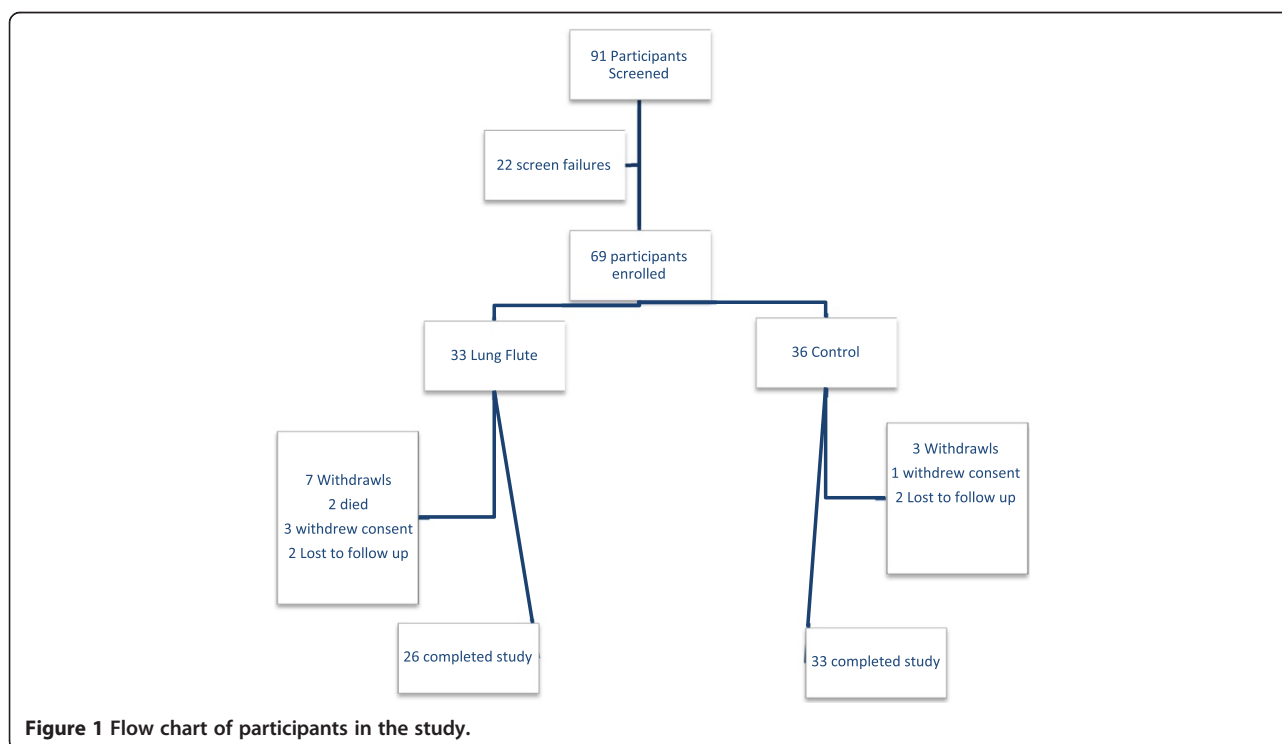 91 Participants
Screened
22 screen failures
69 participants
enrolled
33 Lung Flute
36 Control
7 Withdrawls
2 died
3 withdrew consent
2 Lost to follow up
3 Withdrawls
1 withdrew consent
2 Lost to follow up
26 completed study
33 completed study
Figure 1 Flow chart of participants in the study.